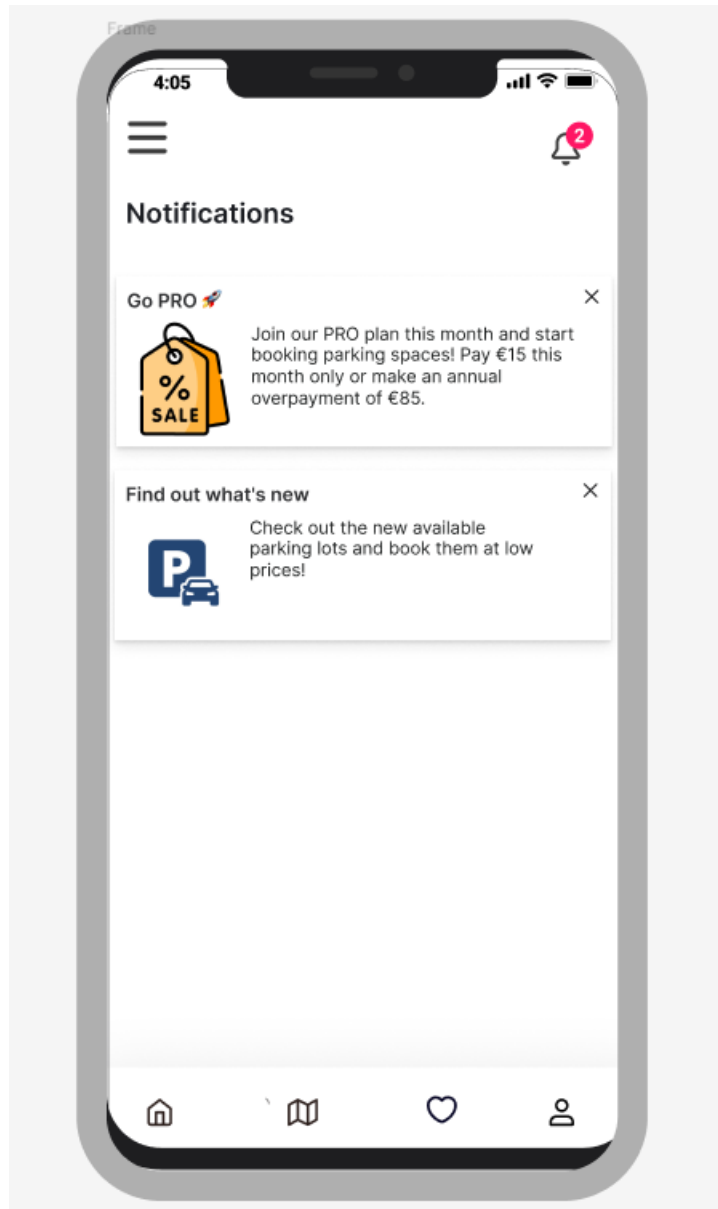 Frame
4:05
2
Notifications
Go PRO 🚀
Join our PRO plan this month and start
booking parking spaces! Pay €15 this
month only or make an annual
overpayment of €85.
%
SALE
Find out what's new
Check out the new available
parking lots and book them at low
prices!
P